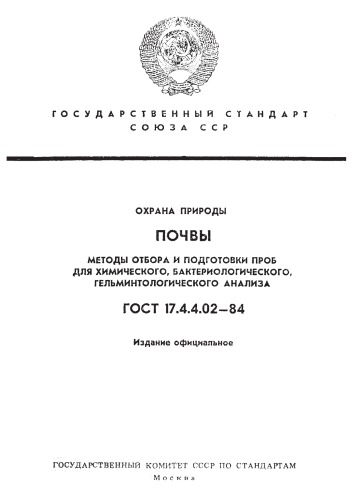 ГОСУДАРСТВЕННЫЙ СТАНДАРТ
СОЮЗА ССР
ОХРАНА ПРИРОДЫ
ПОЧВЫ
МЕТОДЫ ОТБОРА И ПОДГОТОВКИ ПРОБ
ДЛЯ ХИМИЧЕСКОГО, БАКТЕРИОЛОГИЧЕСКОГО,
ГЕЛЬМИНТОЛОГИЧЕСКОГО АНАЛИЗА
ГОСТ 17.4.4.02—84
Издание официальное
ГОСУДАРСТВЕННЫЙ КОМИТЕТ СССР ПО СТАНДАРТАМ
Москва